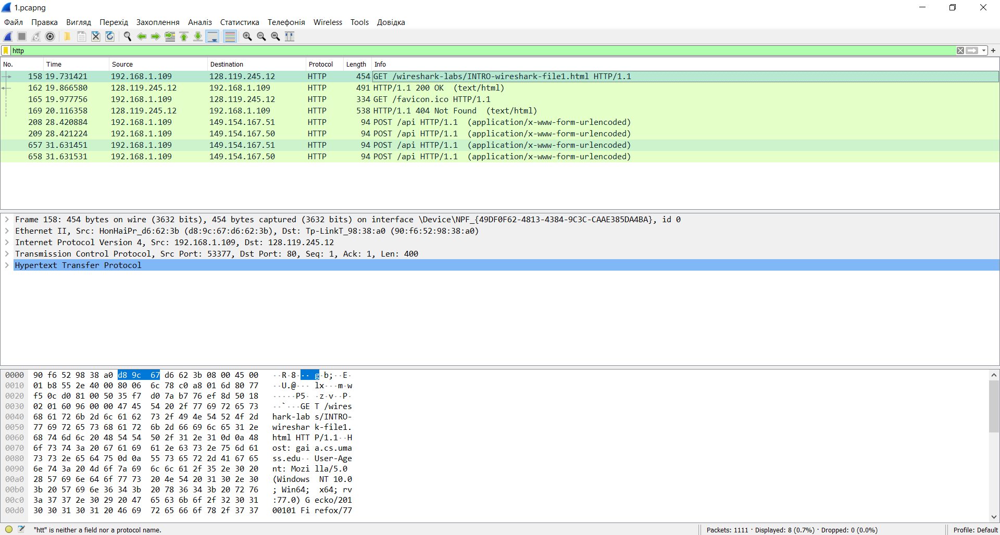 1.pcapng
Файл Правка Вигляд Перехід Захоплення Аналіз Статистика Телефонія Wireless Tools Довідка
http
No. Time Source Destination Protocol Length Info
158 19.731421 192.168.1.109 128.119.245.12 HTTP 454 GET /wireshark-labs/INTRO-wireshark-file1.html HTTP/1.1
162 19.866580 128.119.245.12 192.168.1.109 HTTP 491 HTTP/1.1 200 OK  (text/html)
165 19.977756 192.168.1.109 128.119.245.12 HTTP 334 GET /favicon.ico HTTP/1.1
169 20.116358 128.119.245.12 192.168.1.109 HTTP 538 HTTP/1.1 404 Not Found  (text/html)
208 28.420884 192.168.1.109 149.154.167.51 HTTP 94 POST /api HTTP/1.1  (application/x-www-form-urlencoded)
209 28.421224 192.168.1.109 149.154.167.50 HTTP 94 POST /api HTTP/1.1  (application/x-www-form-urlencoded)
657 31.631451 192.168.1.109 149.154.167.51 HTTP 94 POST /api HTTP/1.1  (application/x-www-form-urlencoded)
658 31.631531 192.168.1.109 149.154.167.50 HTTP 94 POST /api HTTP/1.1  (application/x-www-form-urlencoded)
Frame 158: 454 bytes on wire (3632 bits), 454 bytes captured (3632 bits) on interface \Device\NPF_{49DF0F62-4813-4384-9C3C-CAAE385DA4BA}, id 0
Ethernet II, Src: HonHaiPr_d6:62:3b (d8:9c:67:d6:62:3b), Dst: Tp-LinkT_98:38:a0 (90:f6:52:98:38:a0)
Internet Protocol Version 4, Src: 192.168.1.109, Dst: 128.119.245.12
Transmission Control Protocol, Src Port: 53377, Dst Port: 80, Seq: 1, Ack: 1, Len: 400
Hypertext Transfer Protocol
0000 90 f6 52 98 38 a0 d8 9c 67 d6 62 3b 08 00 45 00 ··R·8··· g·b;··E·
0010 01 b8 55 2e 40 00 80 06 6c 78 c0 a8 01 6d 80 77 ··U.@··· lx···m·w
0020 f5 0c d0 81 00 50 35 f7 d0 7a b7 76 ef 8d 50 18 ·····P5· ·z·v··P·
0030 02 01 60 96 00 00 47 45 54 20 2f 77 69 72 65 73 ··`···GE T /wires
0040 68 61 72 6b 2d 6c 61 62 73 2f 49 4e 54 52 4f 2d hark-lab s/INTRO-
0050 77 69 72 65 73 68 61 72 6b 2d 66 69 6c 65 31 2e wireshar k-file1.
0060 68 74 6d 6c 20 48 54 54 50 2f 31 2e 31 0d 0a 48 html HTT P/1.1··H
0070 6f 73 74 3a 20 67 61 69 61 2e 63 73 2e 75 6d 61 ost: gai a.cs.uma
0080 73 73 2e 65 64 75 0d 0a 55 73 65 72 2d 41 67 65 ss.edu·· User-Age
0090 6e 74 3a 20 4d 6f 7a 69 6c 6c 61 2f 35 2e 30 20 nt: Mozi lla/5.0
00a0 28 57 69 6e 64 6f 77 73 20 4e 54 20 31 30 2e 30 (Windows  NT 10.0
00b0 3b 20 57 69 6e 36 34 3b 20 78 36 34 3b 20 72 76 ; Win64;  x64; rv
00c0 3a 37 37 2e 30 29 20 47 65 63 6b 6f 2f 32 30 31 :77.0) G ecko/201
00d0 30 30 31 30 31 20 46 69 72 65 66 6f 78 2f 37 37 00101 Fi refox/77
"htt" is neither a field nor a protocol name. Packets: 1111 · Displayed: 8 (0.7%) · Dropped: 0 (0.0%) Profile: Default